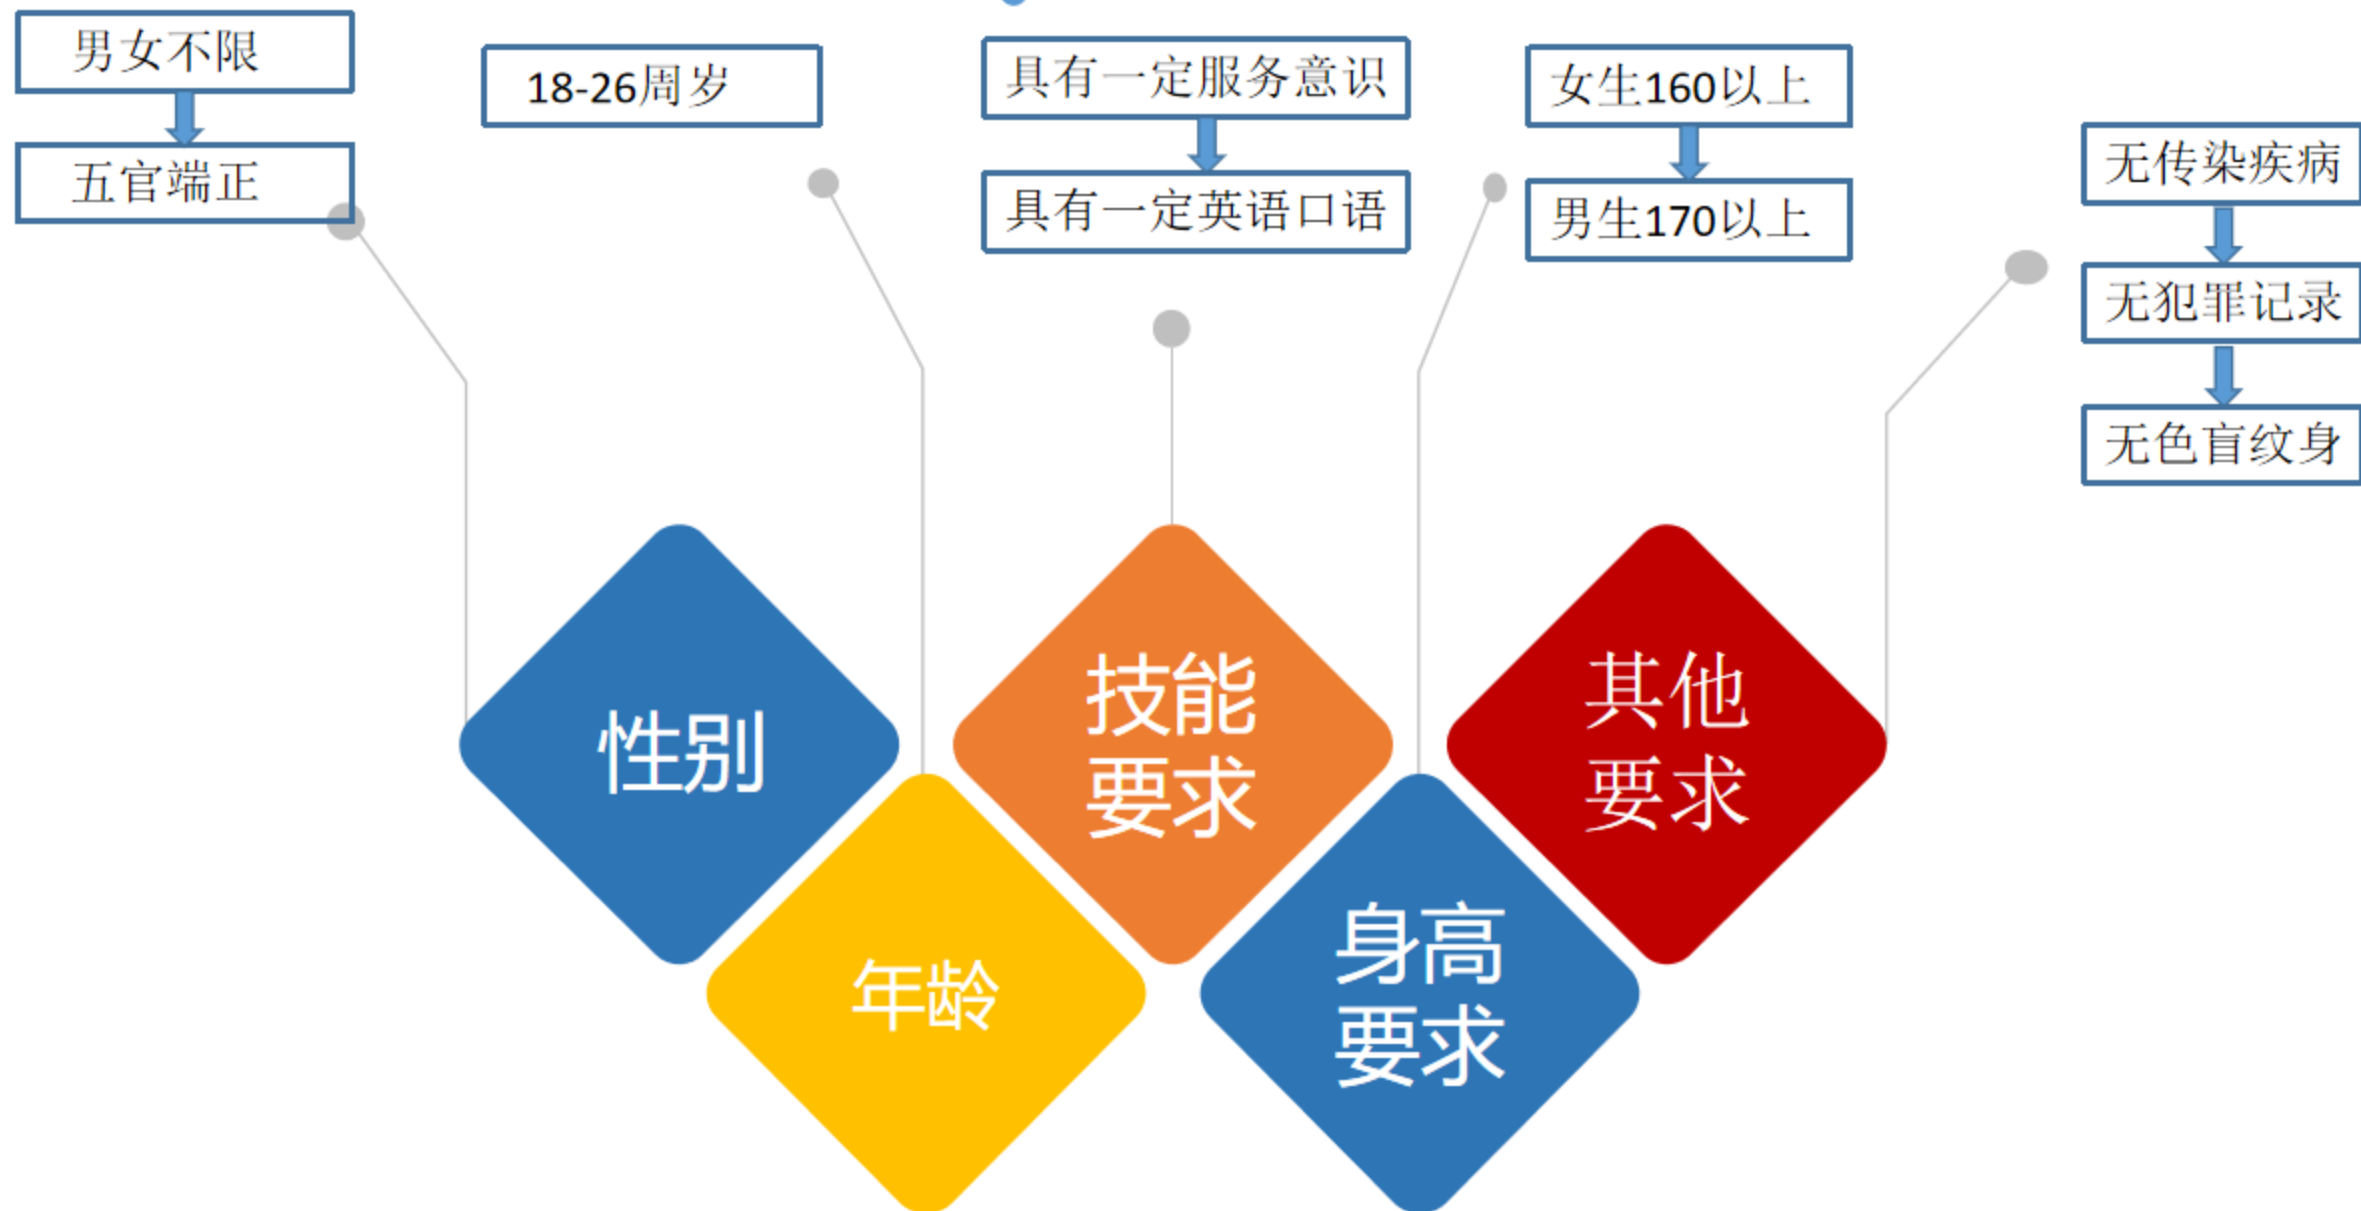 男女不限
五官端正
18-26周岁
具有一定服务意识
具有一定英语口语
女生160以上
男生170以上
无传染疾病
无犯罪记录
无色盲纹身
性别
年龄
技能
要求
身高
要求
其他
要求